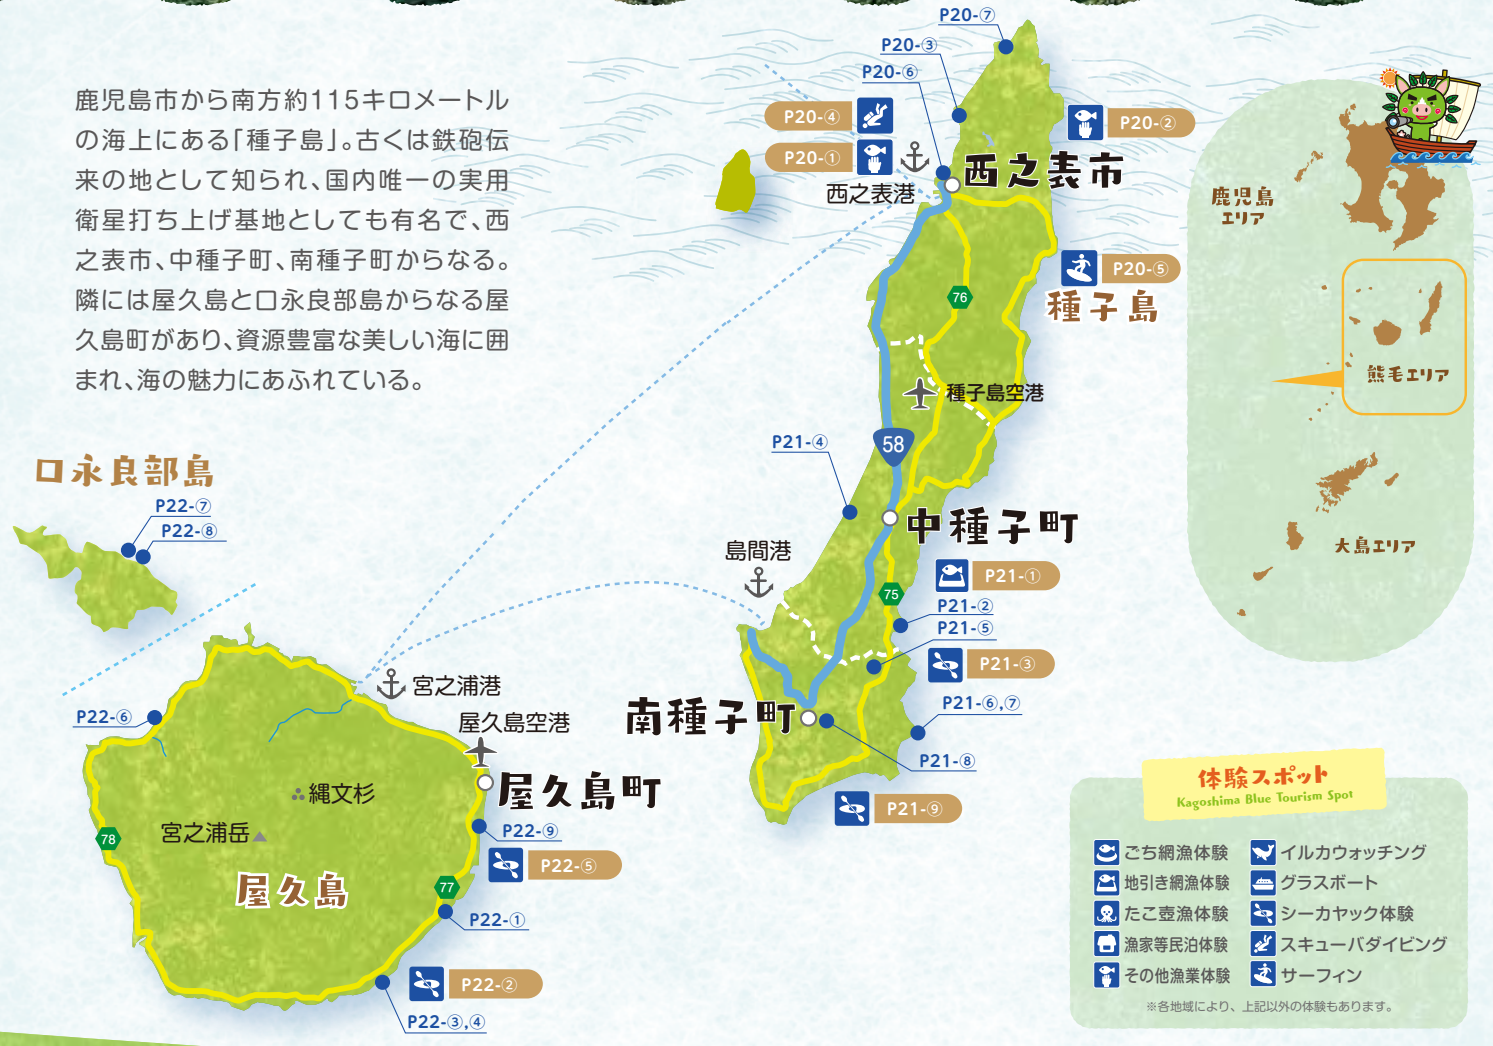 鹿児島市から南方約115キロメートル
の海上にある「種子島」。古くは鉄砲伝
来の地として知られ、国内唯一の実用
衛星打ち上げ基地としても有名で、西
之表市、中種子町、南種子町からなる。
隣には屋久島と口永良部島からなる屋
久島町があり、資源豊富な美しい海に囲
まれ、海の魅力にあふれている。
P20-⑦
P20-③
P20-⑥
P20-④
P20-①
P20-②
西之表港
西之表市
P20-⑤
種子島
76
種子島空港
P21-④
58
中種子町
島間港
P21-①
75
P21-②
P21-⑤
P21-③
P21-⑥,⑦
南種子町
P21-⑧
P21-⑨
口永良部島
P22-⑦
P22-⑧
宮之浦港
P22-⑥
屋久島空港
屋久島町
縄文杉
宮之浦岳
78
P22-⑨
P22-⑤
屋久島
77
P22-①
P22-②
P22-③,④
鹿児島
エリア
熊毛エリア
大島エリア
体験スポット
Kagoshima Blue Tourism Spot
ごち網漁体験
地引き網漁体験
たこ壺漁体験
漁家等民泊体験
その他漁業体験
イルカウォッチング
グラスボート
シーカヤック体験
スキューバダイビング
サーフィン
※各地域により、上記以外の体験もあります。